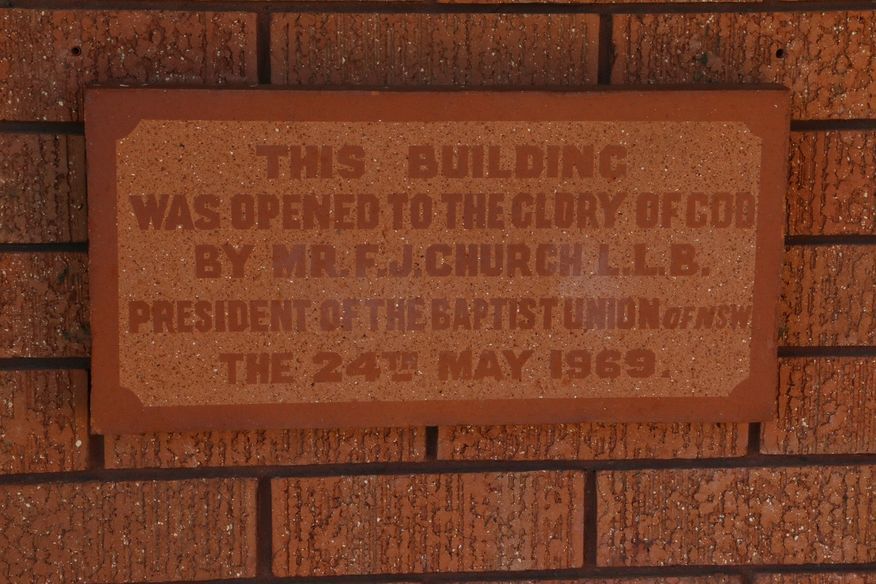 THIS BUILDING
WAS OPENED TO THE GLORY OF GOD
BY MR. F.J. CHURCH L.L.B.
PRESIDENT OF THE BAPTIST UNION OF NSW
THE 24TH MAY 1969.